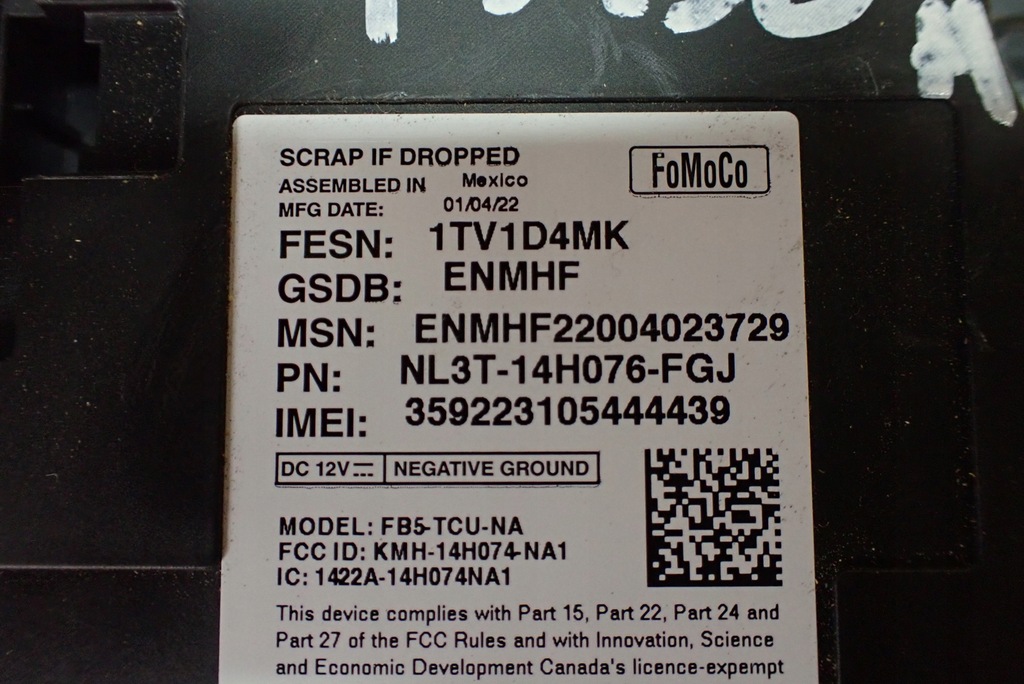 SCRAP IF DROPPED
FoMoCo
ASSEMBLED IN Mexico
MFG DATE: 01/04/22
FESN: 1TV1D4MK
GSDB: ENMHF
MSN: ENMHF22004023729
PN: NL3T-14H076-FGJ
IMEI: 359223105444439
DC 12V⎓ NEGATIVE GROUND
MODEL: FB5-TCU-NA
FCC ID: KMH-14H074-NA1
IC: 1422A-14H074NA1
This device complies with Part 15, Part 22, Part 24 and
Part 27 of the FCC Rules and with Innovation, Science
and Economic Development Canada's licence-expempt